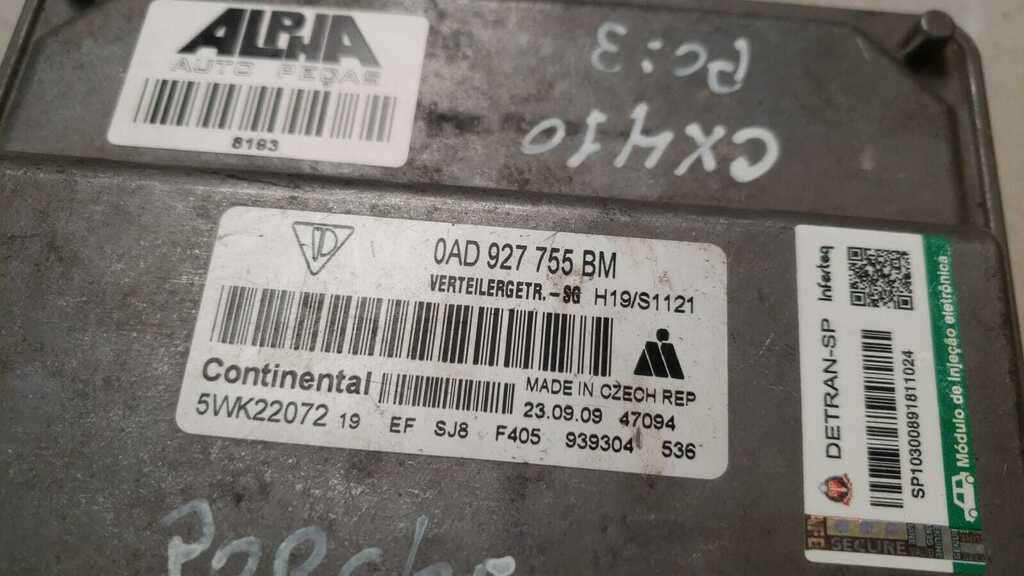 ALPHA
AUTO PEÇAS
8193
PC:3
CX410
0AD 927 755 BM
VERTEILERGETR.-SG H19/S1121
Continental
MADE IN CZECH REP
23.09.09 47094
5WK22072 19 EF SJ8 F405 939304 536
DETRAN-SP Infoteq
SP1030089181 1024
Módulo de Injeção eletrônica
SECURE
Porsche